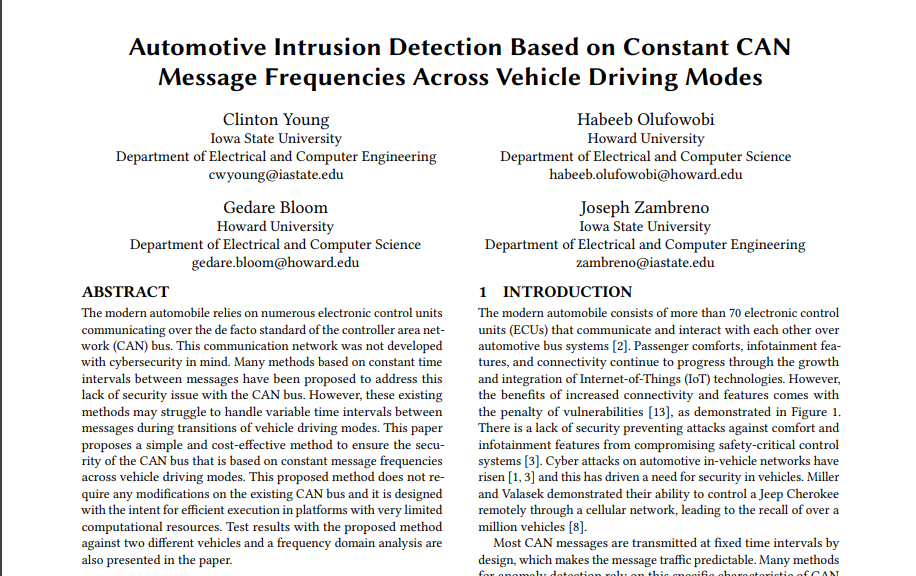 Automotive Intrusion Detection Based on Constant CAN
Message Frequencies Across Vehicle Driving Modes
Clinton Young
Iowa State University
Department of Electrical and Computer Engineering
cwyoung@iastate.edu
Habeeb Olufowobi
Howard University
Department of Electrical and Computer Science
habeeb.olufowobi@howard.edu
Gedare Bloom
Howard University
Department of Electrical and Computer Science
gedare.bloom@howard.edu
Joseph Zambreno
Iowa State University
Department of Electrical and Computer Engineering
zambreno@iastate.edu
ABSTRACT
The modern automobile relies on numerous electronic control units
communicating over the de facto standard of the controller area net-
work (CAN) bus. This communication network was not developed
with cybersecurity in mind. Many methods based on constant time
intervals between messages have been proposed to address this
lack of security issue with the CAN bus. However, these existing
methods may struggle to handle variable time intervals between
messages during transitions of vehicle driving modes. This paper
proposes a simple and cost-effective method to ensure the secu-
rity of the CAN bus that is based on constant message frequencies
across vehicle driving modes. This proposed method does not re-
quire any modifications on the existing CAN bus and it is designed
with the intent for efficient execution in platforms with very limited
computational resources. Test results with the proposed method
against two different vehicles and a frequency domain analysis are
also presented in the paper.
1 INTRODUCTION
The modern automobile consists of more than 70 electronic control
units (ECUs) that communicate and interact with each other over
automotive bus systems [2]. Passenger comforts, infotainment fea-
tures, and connectivity continue to progress through the growth
and integration of Internet-of-Things (IoT) technologies. However,
the benefits of increased connectivity and features comes with
the penalty of vulnerabilities [13], as demonstrated in Figure 1.
There is a lack of security preventing attacks against comfort and
infotainment features from compromising safety-critical control
systems [3]. Cyber attacks on automotive in-vehicle networks have
risen [1, 3] and this has driven a need for security in vehicles. Miller
and Valasek demonstrated their ability to control a Jeep Cherokee
remotely through a cellular network, leading to the recall of over a
million vehicles [8].
Most CAN messages are transmitted at fixed time intervals by
design, which makes the message traffic predictable. Many methods
for anomaly detection rely on this specific characteristic of CAN